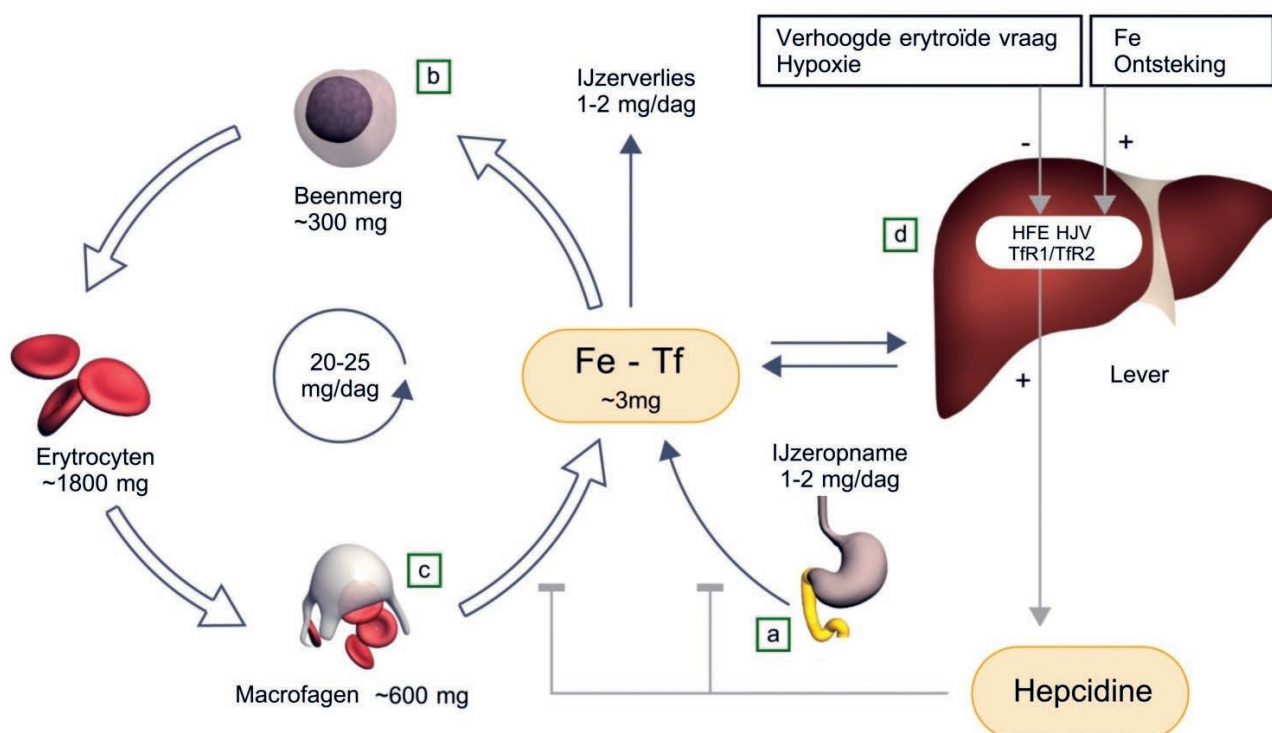 Verhoogde erytroïde vraag
Hypoxie
Fe
Ontsteking
b
IJzerverlies
1-2 mg/dag
-
+
Beenmerg
~300 mg
d
HFE HJV
TfR1/TfR2
20-25
mg/dag
Fe - Tf
~3mg
+
Lever
Erytrocyten
~1800 mg
IJzeropname
1-2 mg/dag
c
a
Macrofagen ~600 mg
Hepcidine